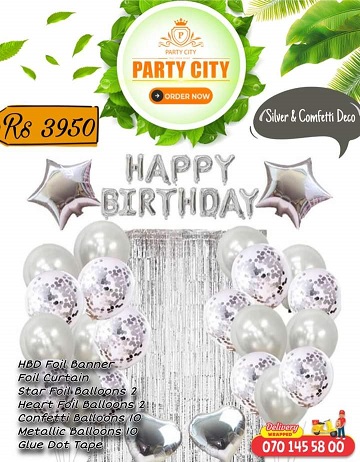 P
PARTY CITY
PARTY CITY
ORDER NOW
Rs 3950
Silver & Comfetti Deco
HAPPY
BIRTHDAY
HBD Foil Banner
Foil Curtain
Star Foil Balloons 2
Heart Foil Balloons 2
Confetti Balloons 10
Metallic Balloons 10
Glue Dot Tape
Delivery
WRAPPED
070 145 58 00